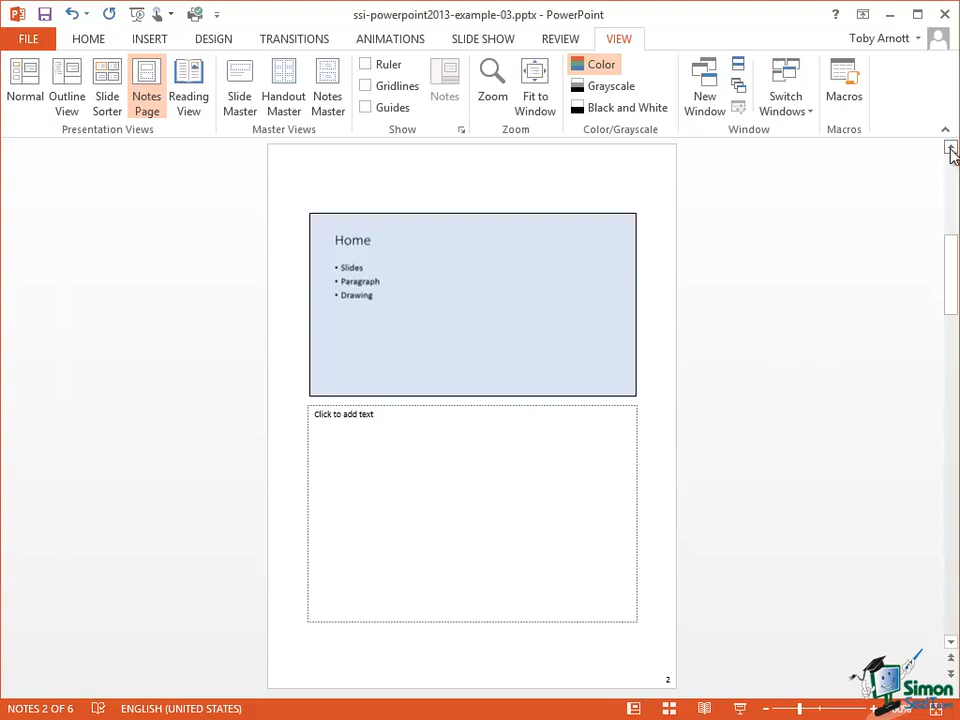 ssi-powerpoint2013-example-03.pptx - PowerPoint
FILE HOME INSERT DESIGN TRANSITIONS ANIMATIONS SLIDE SHOW REVIEW VIEW Toby Arnott
Normal
Outline View
Slide Sorter
Notes Page
Reading View
Presentation Views
Slide Master
Handout Master
Notes Master
Master Views
Ruler
Gridlines
Guides
Show
Notes
Zoom
Fit to Window
Zoom
Color
Grayscale
Black and White
Color/Grayscale
New Window
Switch Windows
Window
Macros
Macros
Home
• Slides
• Paragraph
• Drawing
Click to add text
2
Simon
NOTES 2 OF 6 ENGLISH (UNITED STATES)